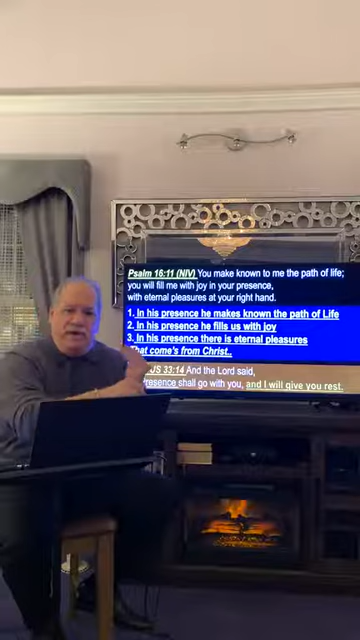 Psalm 16:11 (NIV) You make known to me the path of life;
you will fill me with joy in your presence,
with eternal pleasures at your right hand.
1. In his presence he makes known the path of Life
2. In his presence he fills us with joy
3. In his presence there is eternal pleasures
That come's from Christ..
US 33:14 And the Lord said,
presence shall go with you, and I will give you rest.